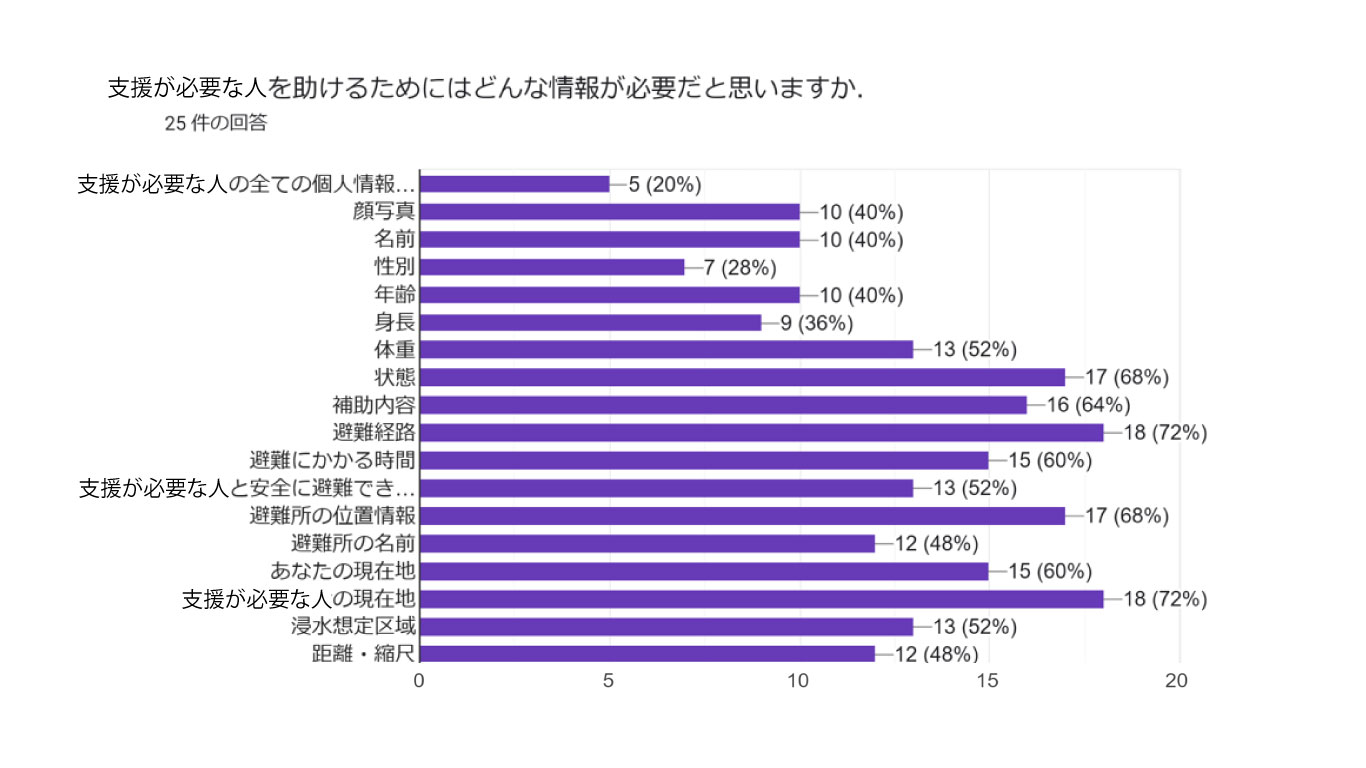 支援が必要な人を助けるためにはどんな情報が必要だと思いますか.
25 件の回答
支援が必要な人の全ての個人情報… 5 (20%)
顔写真 10 (40%)
名前 10 (40%)
性別 7 (28%)
年齢 10 (40%)
身長 9 (36%)
体重 13 (52%)
状態 17 (68%)
補助内容 16 (64%)
避難経路 18 (72%)
避難にかかる時間 15 (60%)
支援が必要な人と安全に避難でき… 13 (52%)
避難所の位置情報 17 (68%)
避難所の名前 12 (48%)
あなたの現在地 15 (60%)
支援が必要な人の現在地 18 (72%)
浸水想定区域 13 (52%)
距離・縮尺 12 (48%)
0 5 10 15 20